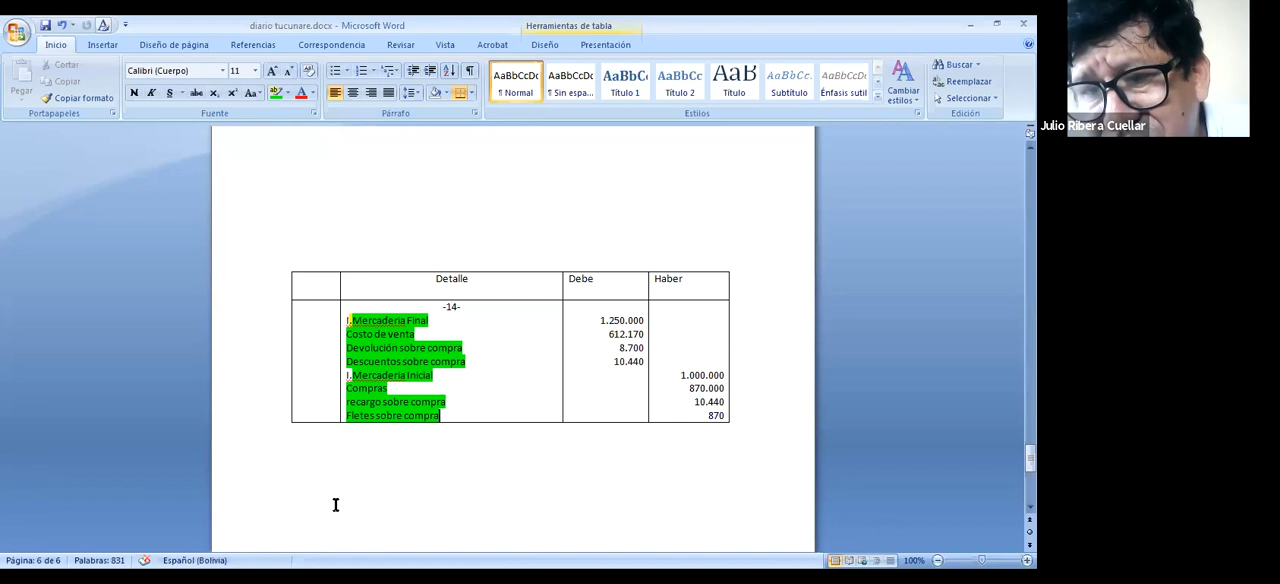 diario tucunare.docx - Microsoft Word
Herramientas de tabla
Inicio
Insertar
Diseño de página
Referencias
Correspondencia
Revisar
Vista
Acrobat
Diseño
Presentación
Pegar
Cortar
Copiar
Copiar formato
Portapapeles
Calibri (Cuerpo)
11
Fuente
Párrafo
AaBbCcDc
¶ Normal
AaBbCcDc
¶ Sin espa...
AaBbC
Título 1
AaBbCc
Título 2
AaB
Título
AaBbCc.
Subtítulo
AaBbCcDc
Énfasis sutil
Cambiar
estilos
Estilos
Buscar
Reemplazar
Seleccionar
Edición
Julio Ribera Cuellar
Detalle Debe Haber
-14-
I.Mercaderia Final 1.250.000
Costo de venta 612.170
Devolución sobre compra 8.700
Descuentos sobre compra 10.440
I.Mercaderia Inicial 1.000.000
Compras 870.000
recargo sobre compra 10.440
Fletes sobre compra 870
Página: 6 de 6 Palabras: 831 Español (Bolivia) 100%